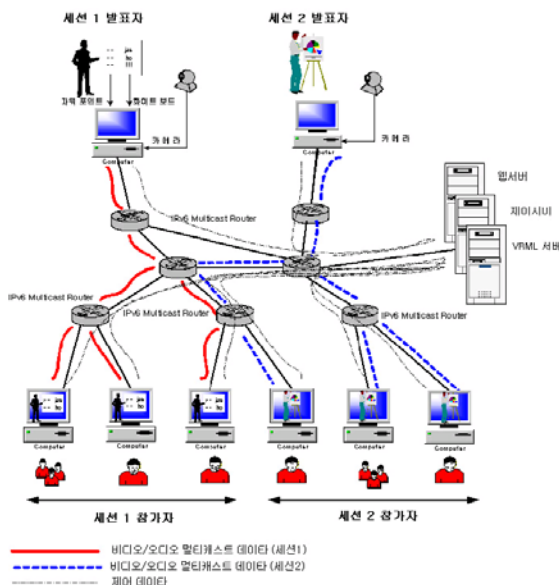 세션 1 발표자
세션 2 발표자
파워 포인트
화이트 보드
카메라
카메라
Computer
Computer
웹서버
제이시비
VRML 서버
IPv6 Multicast Router
IPv6 Multicast Router
IPv6 Multicast Router
IPv6 Multicast Router
Computer
Computer
Computer
Computer
Computer
Computer
세션 1 참가자
세션 2 참가자
비디오/오디오 멀티캐스트 데이타 (세션1)
비디오/오디오 멀티캐스트 데이타 (세션2)
제어 데이타